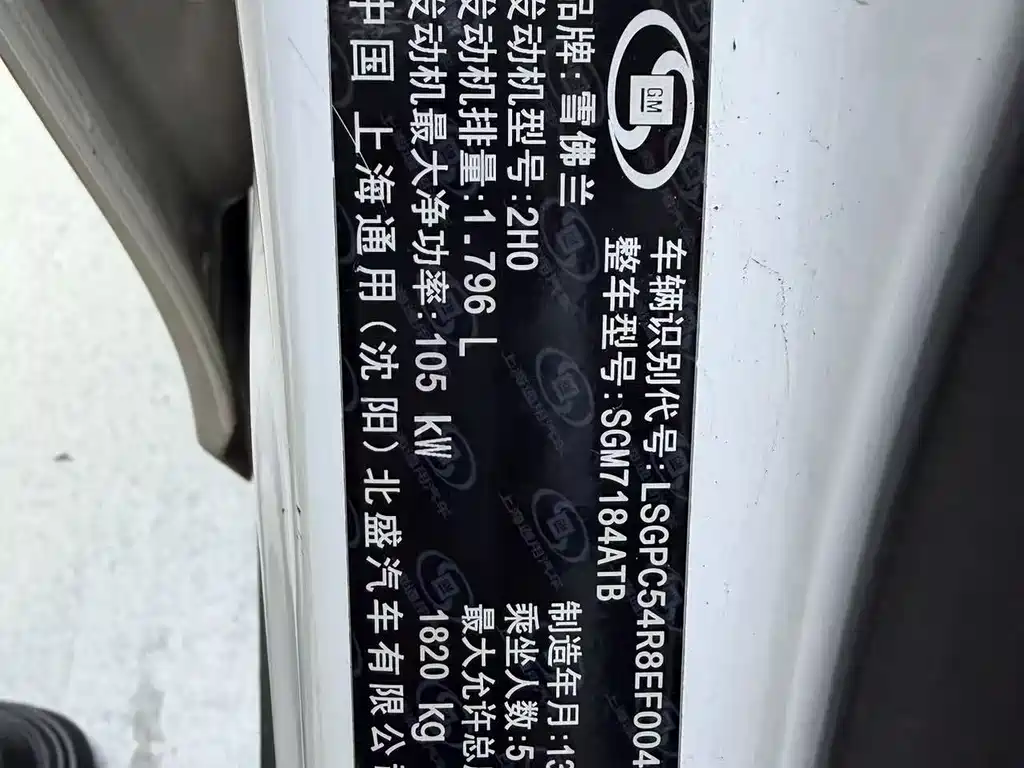 GM
车辆识别代号:LSGPC54R8EF004
整车型号:SGM7184ATB
品牌:雪佛兰
制造年月:13
发动机型号:2H0
乘坐人数:5
发动机排量:1.796 L
最大允许总
发动机最大净功率:105 kW
1820 kg
中国 上海通用(沈阳)北盛汽车有限公